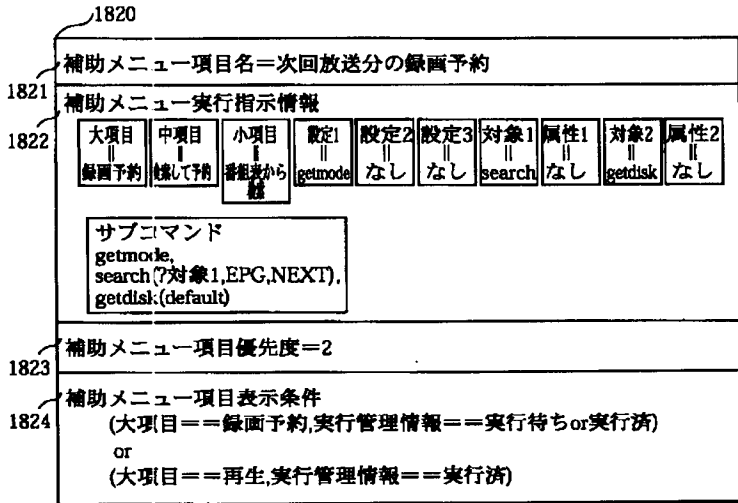 1820
補助メニュー項目名=次回放送分の録画予約
1821
補助メニュー実行指示情報
1822
大項目 中項目 小項目 設定1 設定2 設定3 対象1 属性1 対象2 属性2
|| || || || || || || || || ||
録画予約 検索して予約 番組表から getmode なし なし search なし getdisk なし
サブコマンド
getmode,
search(?対象1,EPG,NEXT),
getdisk(default)
1823
補助メニュー項目優先度=2
1824
補助メニュー項目表示条件
(大項目==録画予約,実行管理情報==実行待ちor実行済)
or
(大項目==再生,実行管理情報==実行済)